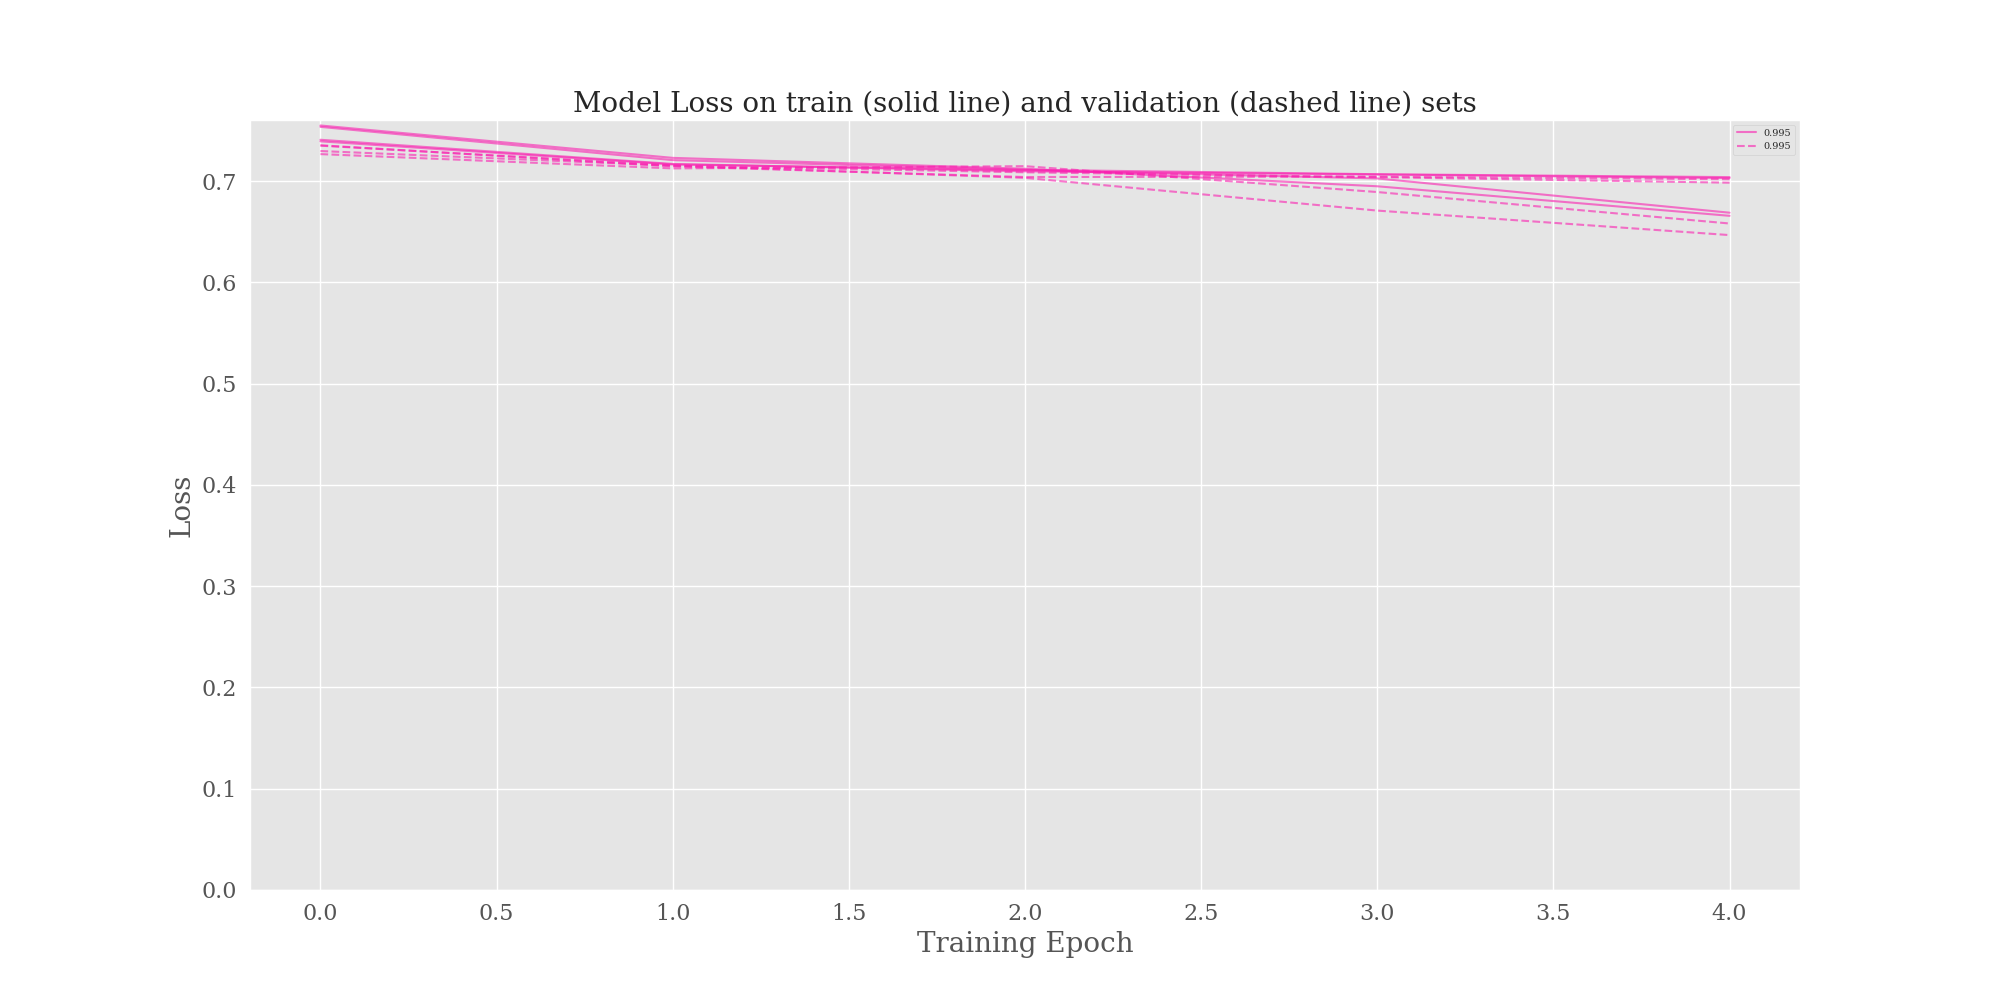 Model Loss on train (solid line) and validation (dashed line) sets
0.995
0.995
0.7
0.6
0.5
0.4
0.3
0.2
0.1
0.0
Loss
0.0 0.5 1.0 1.5 2.0 2.5 3.0 3.5 4.0
Training Epoch